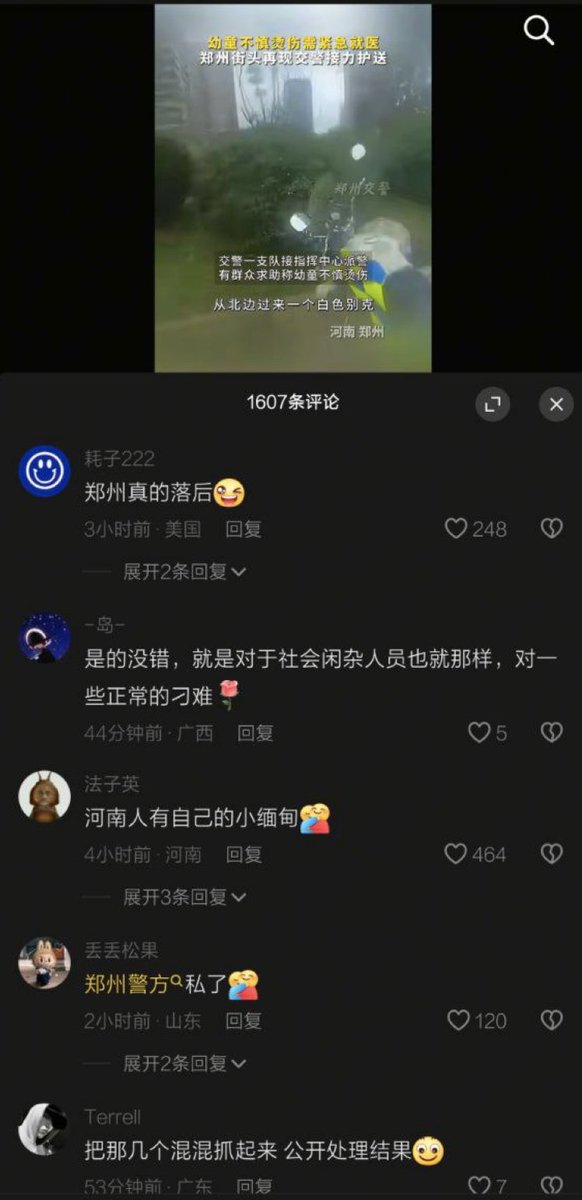 幼童不慎烫伤需紧急就医
郑州街头再现交警接力护送
郑州交警
交警一支队接指挥中心派警
有群众求助称幼童不慎烫伤
从北边过来一个白色别克
河南 郑州
1607条评论
耗子222
郑州真的落后
3小时前·美国 回复
248
展开2条回复
-岛-
是的没错，就是对于社会闲杂人员也就那样，对一
些正常的刁难
44分钟前·广西 回复
5
法子英
河南人有自己的小缅甸
4小时前·河南 回复
464
展开3条回复
丢丢松果
郑州警方 私了
2小时前·山东 回复
120
展开2条回复
Terrell
把那几个混混抓起来 公开处理结果
53分钟前·广东 回复
7